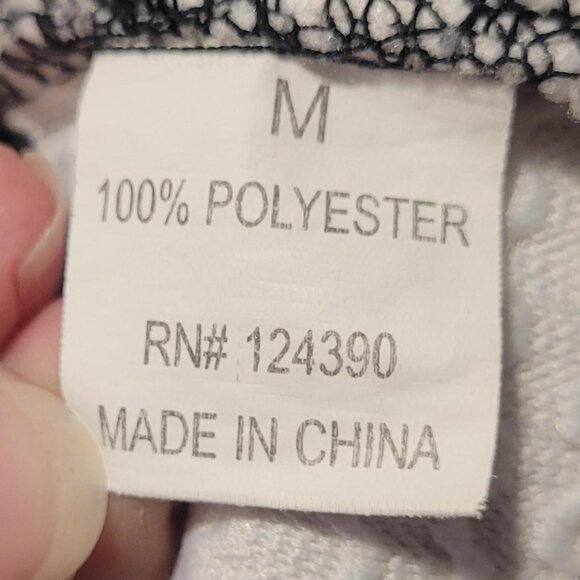 M
100% POLYESTER
RN# 124390
MADE IN CHINA